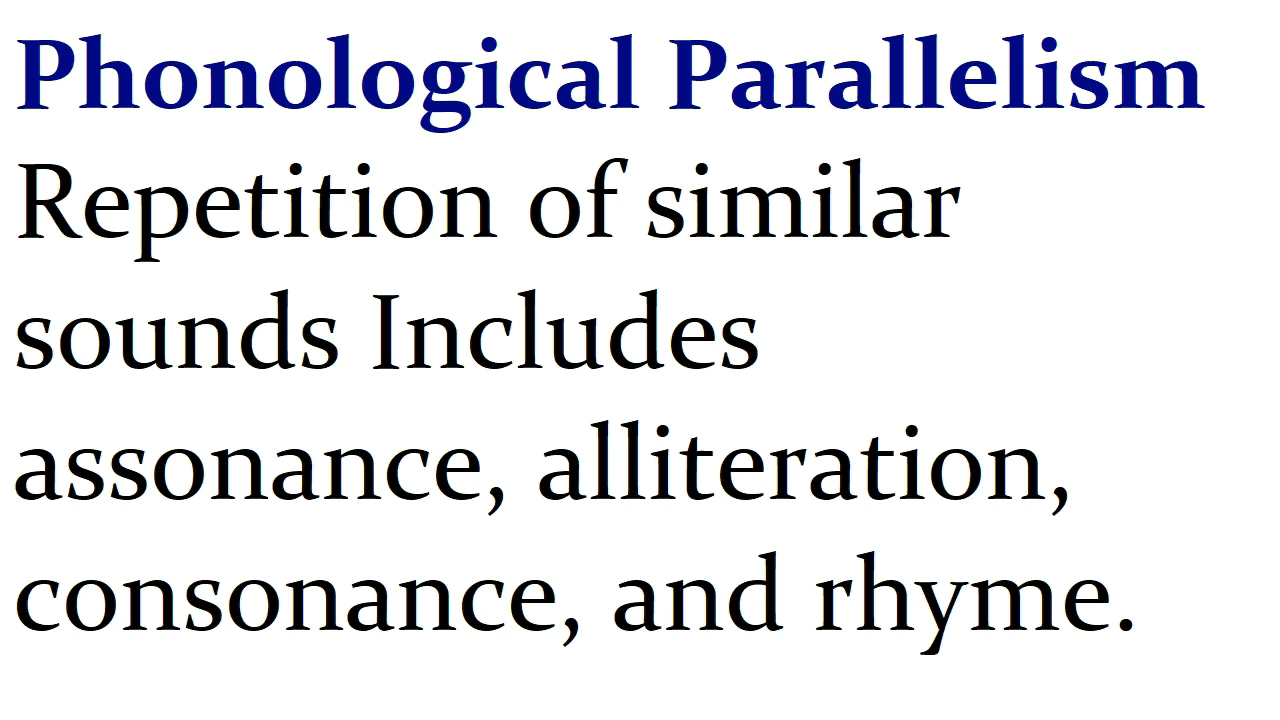 Phonological Parallelism
Repetition of similar
sounds Includes
assonance, alliteration,
consonance, and rhyme.